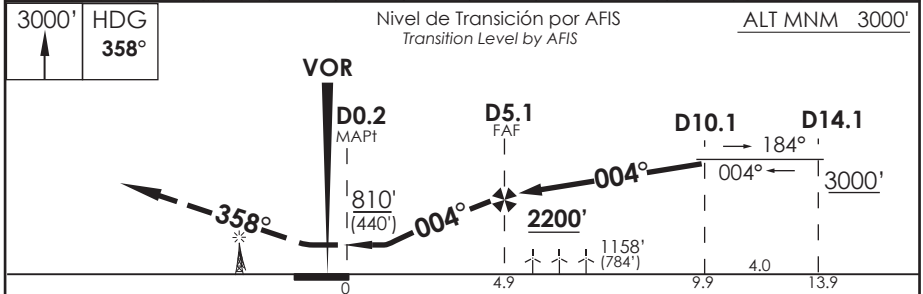 3000' HDG 358°
Nivel de Transición por AFIS
Transition Level by AFIS
ALT MNM 3000'
VOR
D0.2
MAPt
D5.1
FAF
D10.1
D14.1
184°
004°
3000'
004°
2200'
004°
810'
(440')
358°
1158'
(784')
0
4.9
9.9
4.0
13.9